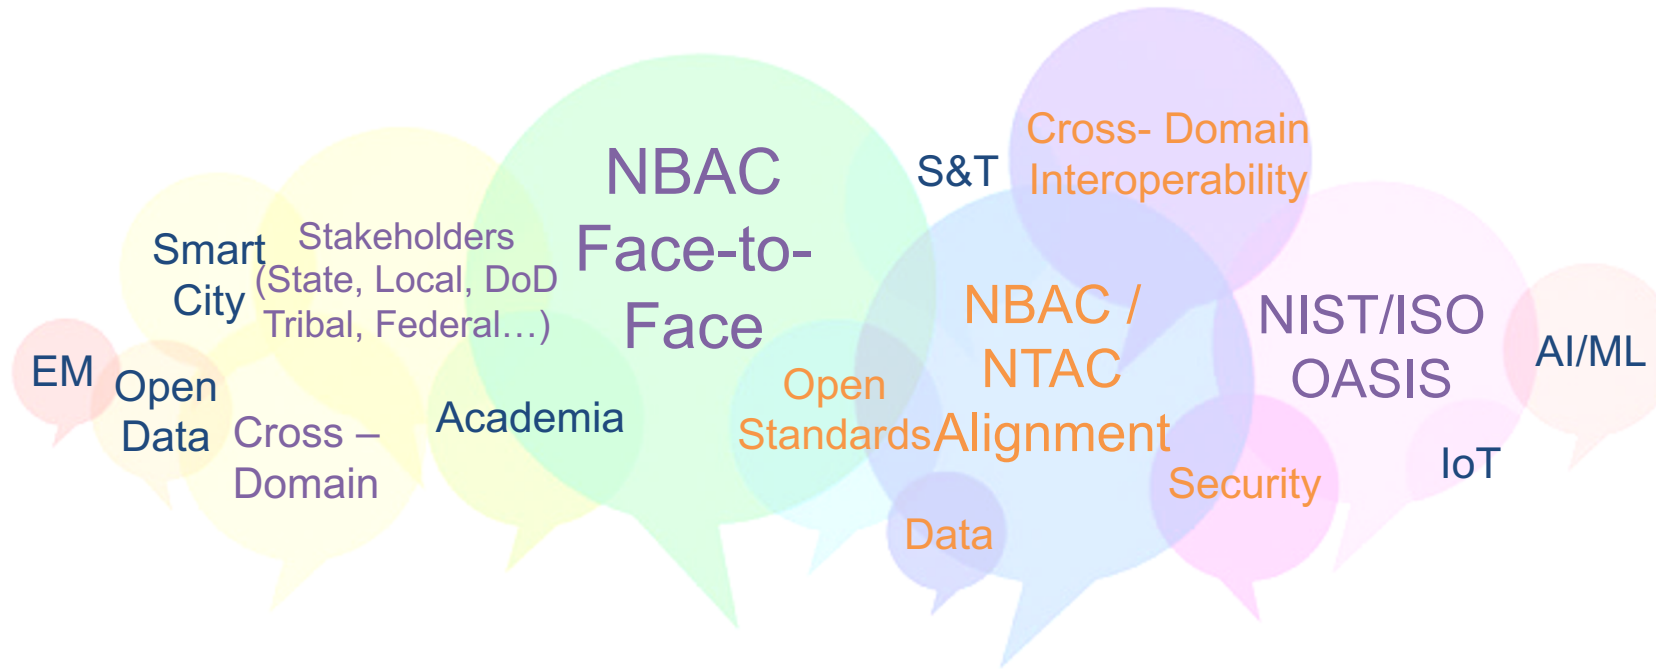 EM
Smart
City
Open
Data
Stakeholders
(State, Local, DoD
Tribal, Federal…)
Cross –
Domain
Academia
NBAC
Face-to-
Face
Open
Standards
S&T
Cross- Domain
Interoperability
NBAC /
NTAC
Alignment
Data
Security
NIST/ISO
OASIS
IoT
AI/ML